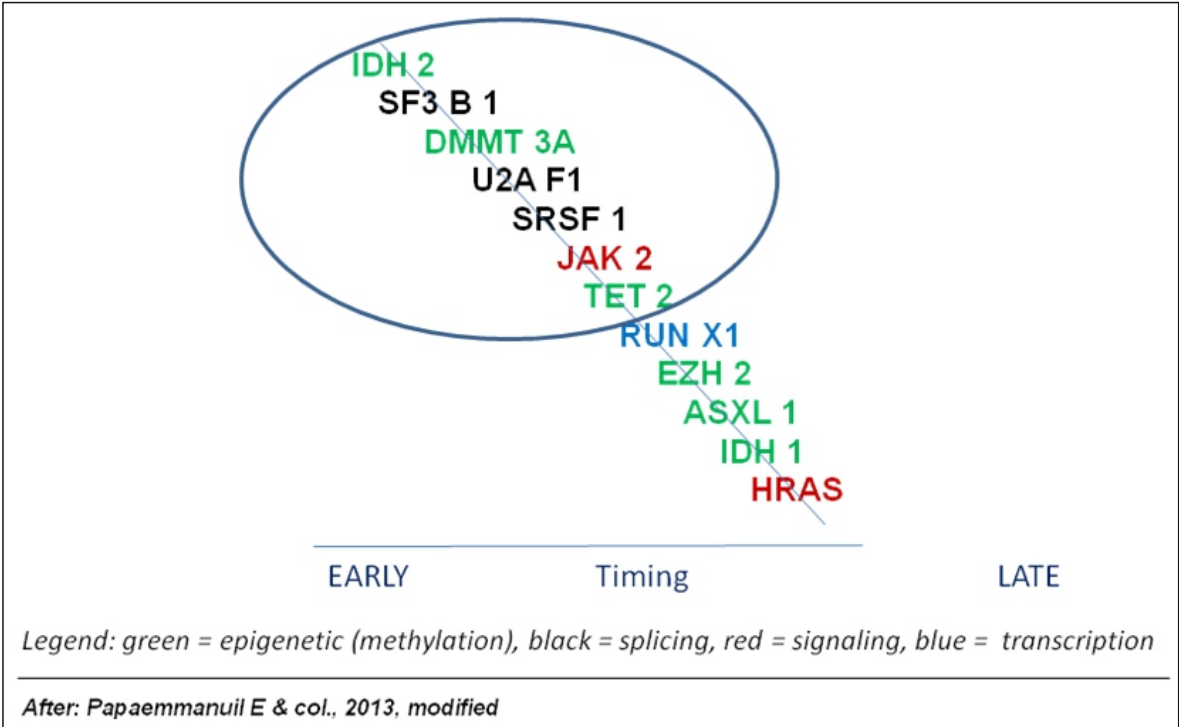 IDH 2
SF3 B 1
DMMT 3A
U2A F1
SRSF 1
JAK 2
TET 2
RUN X1
EZH 2
ASXL 1
IDH 1
HRAS
EARLY Timing LATE
Legend: green = epigenetic (methylation), black = splicing, red = signaling, blue = transcription
After: Papaemmanuil E & col., 2013, modified